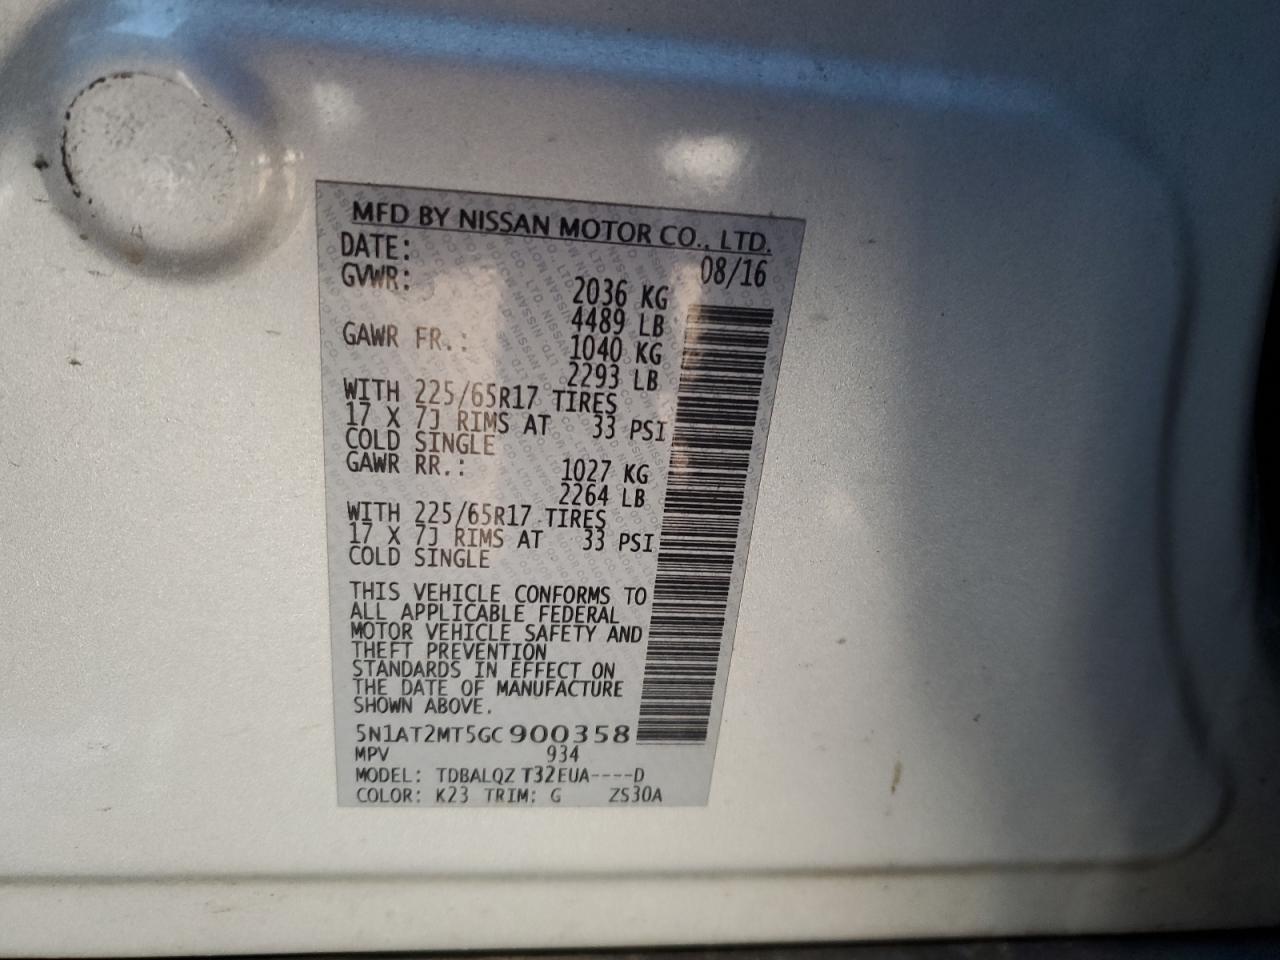 MFD BY NISSAN MOTOR CO., LTD.
DATE: 08/16
GVWR: 2036 KG
4489 LB
GAWR FR.: 1040 KG
2293 LB
WITH 225/65R17 TIRES
17 X 7J RIMS AT 33 PSI
COLD SINGLE
GAWR RR.: 1027 KG
2264 LB
WITH 225/65R17 TIRES
17 X 7J RIMS AT 33 PSI
COLD SINGLE
THIS VEHICLE CONFORMS TO
ALL APPLICABLE FEDERAL
MOTOR VEHICLE SAFETY AND
THEFT PREVENTION
STANDARDS IN EFFECT ON
THE DATE OF MANUFACTURE
SHOWN ABOVE.
5N1AT2MT5GC900358
MPV 934
MODEL: TDBALQZ T32EUA----D
COLOR: K23 TRIM: G ZS30A